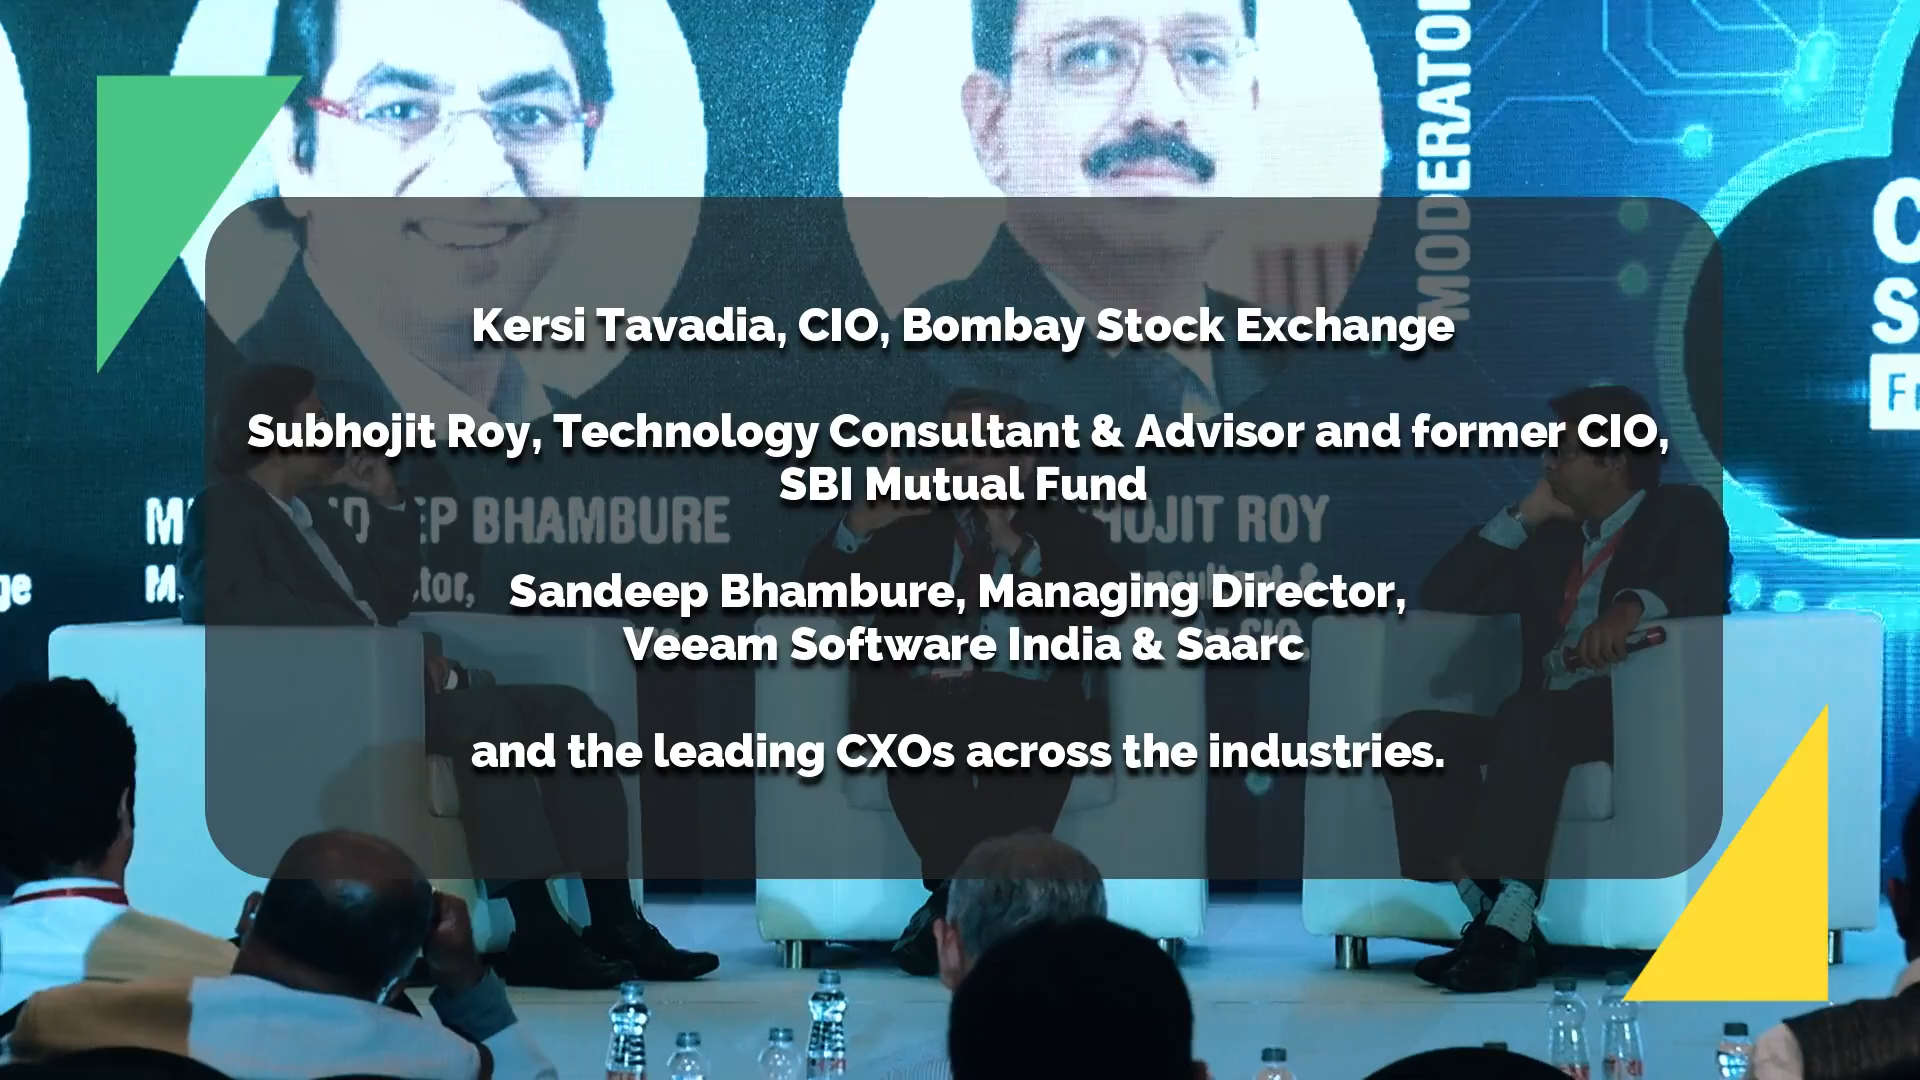 MODERATOR
Kersi Tavadia, CIO, Bombay Stock Exchange
Subhojit Roy, Technology Consultant & Advisor and former CIO,
SBI Mutual Fund
BHAMBURE
ROY
Sandeep Bhambure, Managing Director,
Veeam Software India & Saarc
and the leading CXOs across the industries.